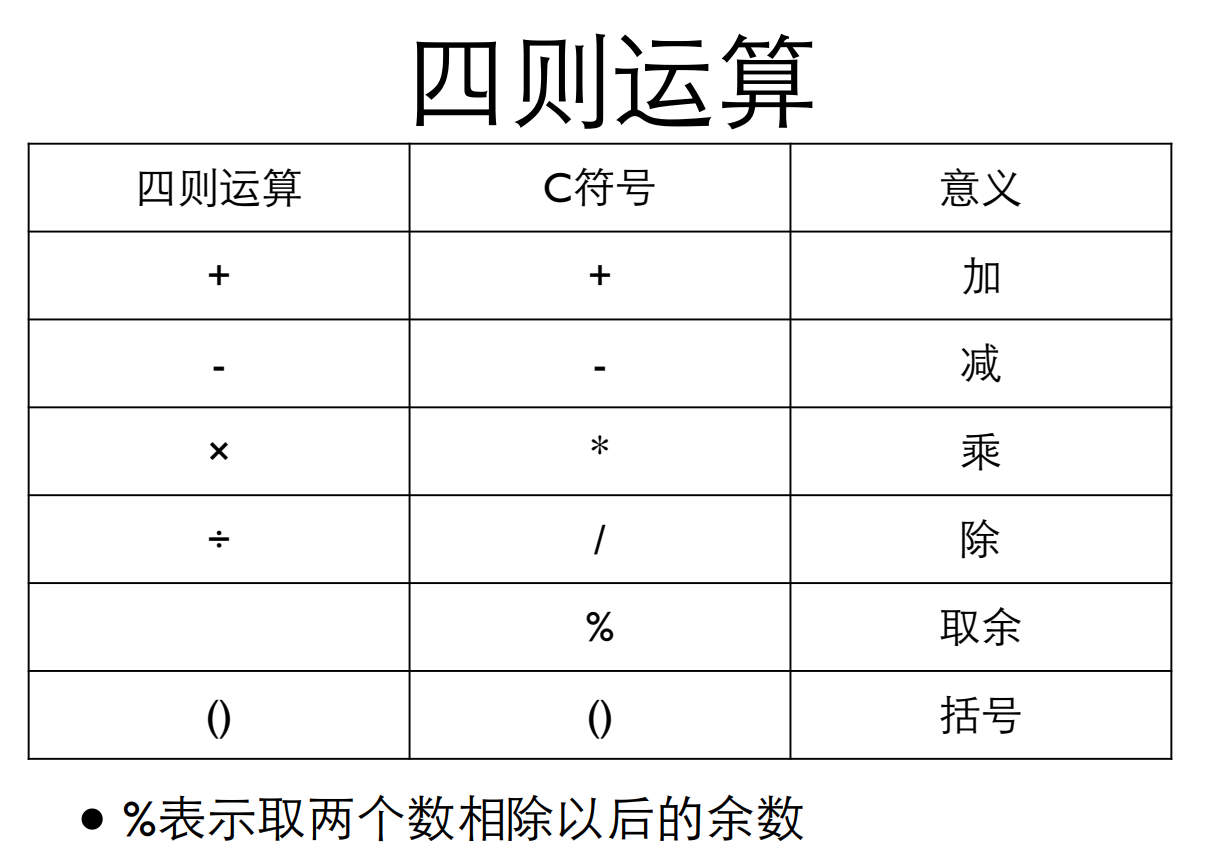 四则运算
四则运算 C符号 意义
+ + 加
- - 减
× * 乘
÷ / 除
% 取余
() () 括号
• %表示取两个数相除以后的余数